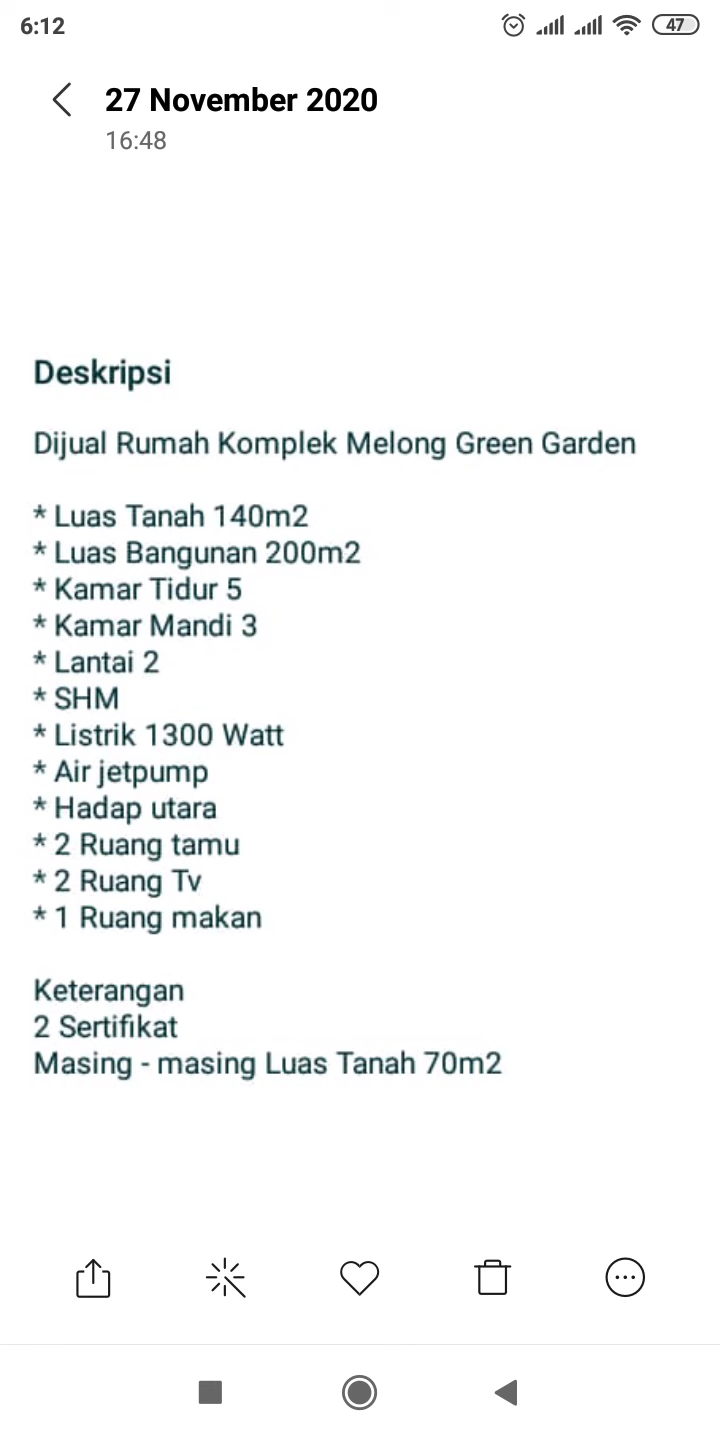 6:12
47
27 November 2020
16:48
Deskripsi
Dijual Rumah Komplek Melong Green Garden
* Luas Tanah 140m2
* Luas Bangunan 200m2
* Kamar Tidur 5
* Kamar Mandi 3
* Lantai 2
* SHM
* Listrik 1300 Watt
* Air jetpump
* Hadap utara
* 2 Ruang tamu
* 2 Ruang Tv
* 1 Ruang makan
Keterangan
2 Sertifikat
Masing - masing Luas Tanah 70m2